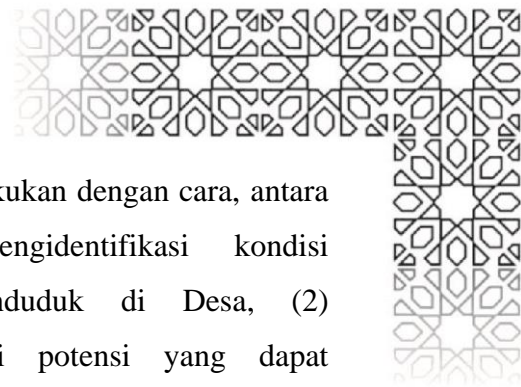 kukan dengan cara, antara
engidentifikasi kondisi
nduduk di Desa, (2)
i potensi yang dapat